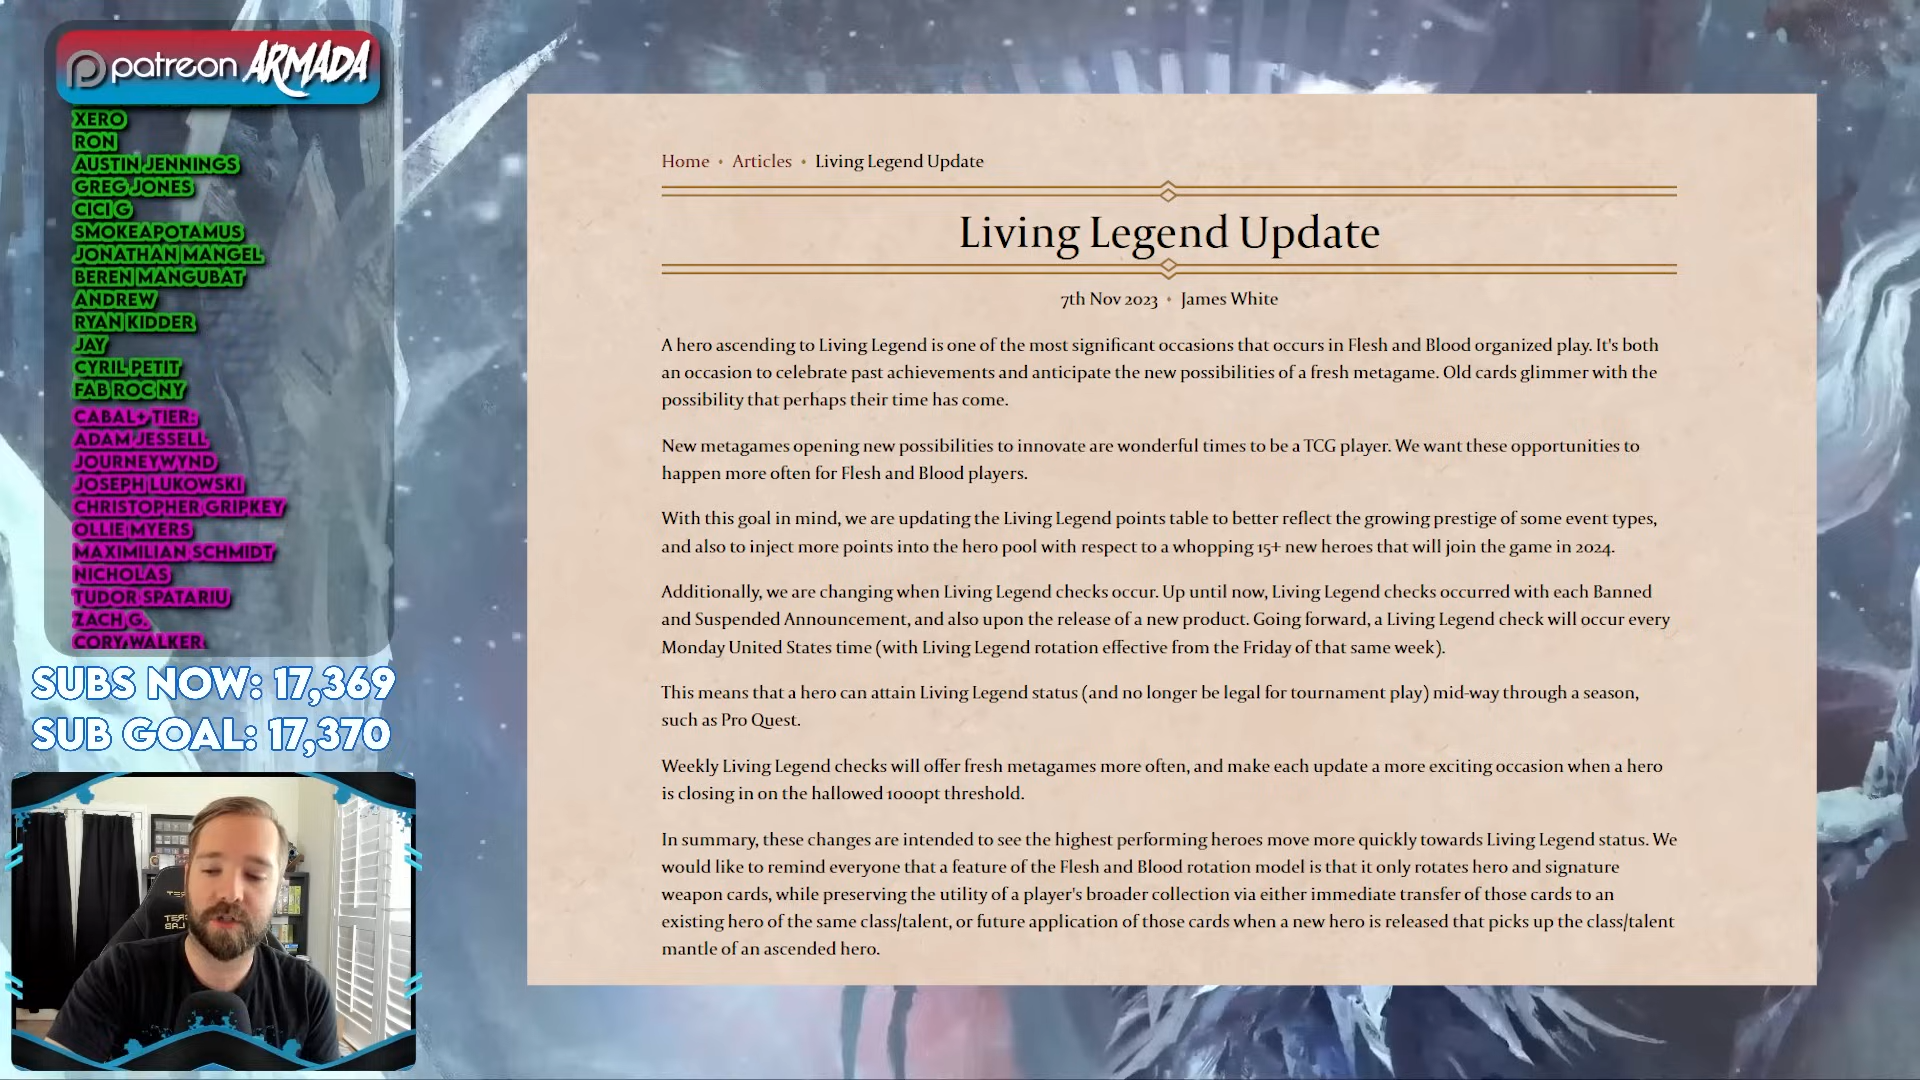 patreon ARMADA
XERO
RON
AUSTIN JENNINGS
GREG JONES
CICI G
SMOKEAPOTAMUS
JONATHAN MANGEL
BEREN MANGUBAT
ANDREW
RYAN KIDDER
JAY
CYRIL PETIT
FAB ROC NY
CABAL+ TIER:
ADAM JESSELL
JOURNEYWYND
JOSEPH LUKOWSKI
CHRISTOPHER GRIPKEY
OLLIE MYERS
MAXIMILIAN SCHMIDT
NICHOLAS
TUDOR SPATARIU
ZACH G.
CORY WALKER
SUBS NOW: 17,369
SUB GOAL: 17,370
Home • Articles • Living Legend Update
Living Legend Update
7th Nov 2023 • James White
A hero ascending to Living Legend is one of the most significant occasions that occurs in Flesh and Blood organized play. It's both
an occasion to celebrate past achievements and anticipate the new possibilities of a fresh metagame. Old cards glimmer with the
possibility that perhaps their time has come.
New metagames opening new possibilities to innovate are wonderful times to be a TCG player. We want these opportunities to
happen more often for Flesh and Blood players.
With this goal in mind, we are updating the Living Legend points table to better reflect the growing prestige of some event types,
and also to inject more points into the hero pool with respect to a whopping 15+ new heroes that will join the game in 2024.
Additionally, we are changing when Living Legend checks occur. Up until now, Living Legend checks occurred with each Banned
and Suspended Announcement, and also upon the release of a new product. Going forward, a Living Legend check will occur every
Monday United States time (with Living Legend rotation effective from the Friday of that same week).
This means that a hero can attain Living Legend status (and no longer be legal for tournament play) mid-way through a season,
such as Pro Quest.
Weekly Living Legend checks will offer fresh metagames more often, and make each update a more exciting occasion when a hero
is closing in on the hallowed 1000pt threshold.
In summary, these changes are intended to see the highest performing heroes move more quickly towards Living Legend status. We
would like to remind everyone that a feature of the Flesh and Blood rotation model is that it only rotates hero and signature
weapon cards, while preserving the utility of a player's broader collection via either immediate transfer of those cards to an
existing hero of the same class/talent, or future application of those cards when a new hero is released that picks up the class/talent
mantle of an ascended hero.